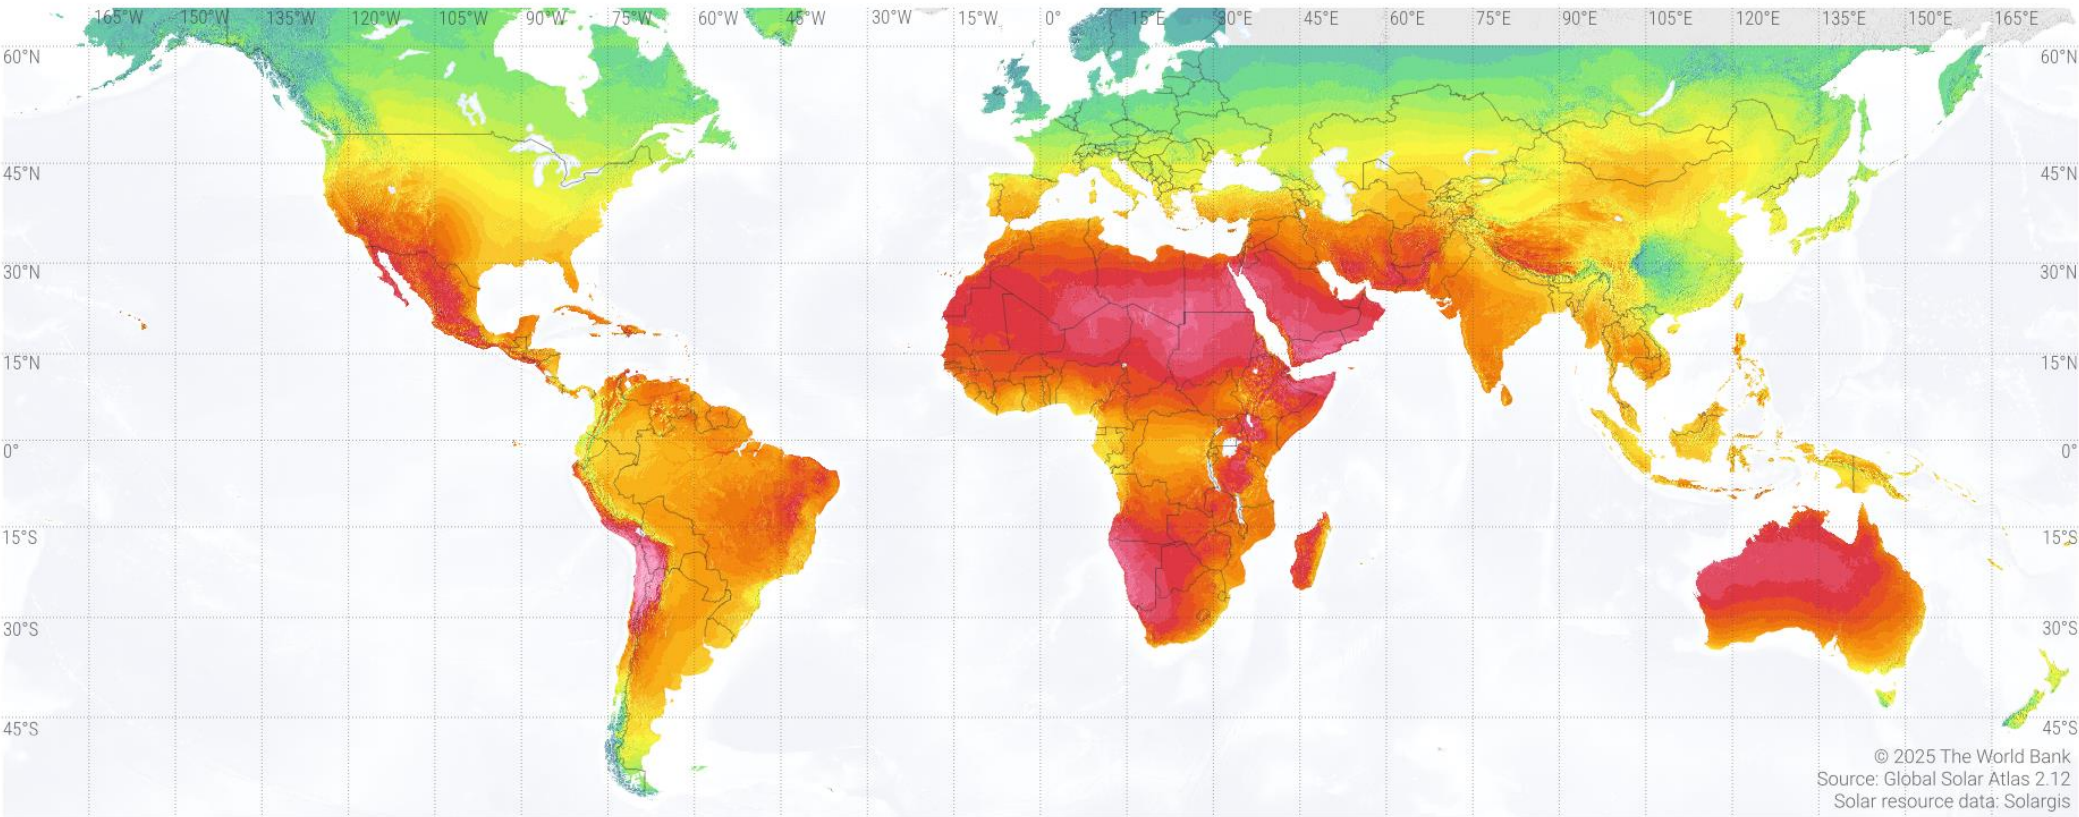 165°W 150°W 135°W 120°W 105°W 90°W 75°W 60°W 45°W 30°W 15°W 0° 15°E 30°E 45°E 60°E 75°E 90°E 105°E 120°E 135°E 150°E 165°E
60°N 60°N
45°N 45°N
30°N 30°N
15°N 15°N
0° 0°
15°S 15°S
30°S 30°S
45°S 45°S
© 2025 The World Bank
Source: Global Solar Atlas 2.12
Solar resource data: Solargis